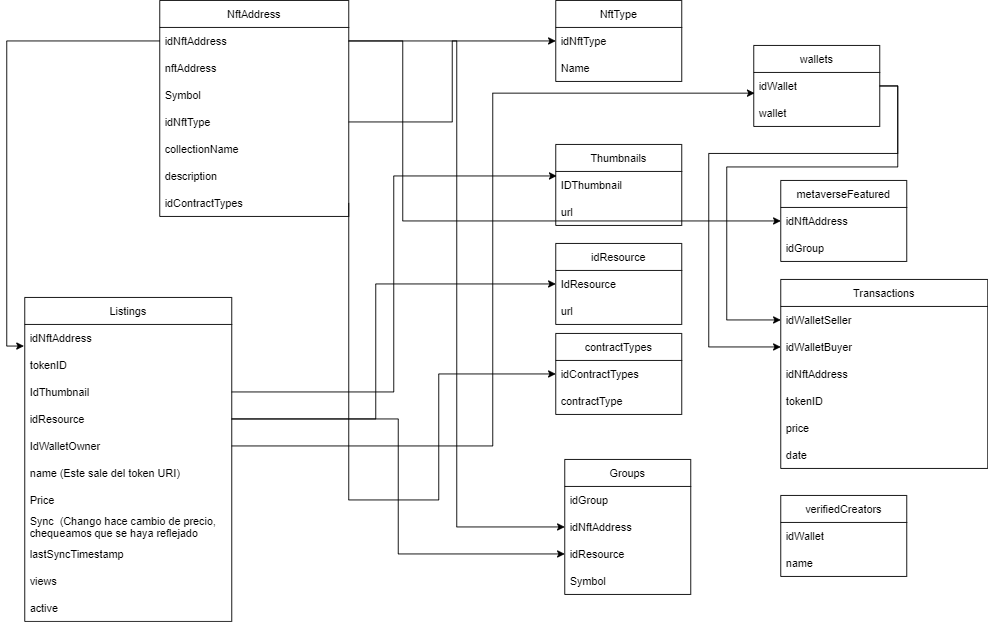 NftAddress
idNftAddress
nftAddress
Symbol
idNftType
collectionName
description
idContractTypes
NftType
idNftType
Name
wallets
idWallet
wallet
Thumbnails
IDThumbnail
url
metaverseFeatured
idNftAddress
idGroup
idResource
IdResource
url
Transactions
idWalletSeller
idWalletBuyer
idNftAddress
tokenID
price
date
Listings
idNftAddress
tokenID
IdThumbnail
idResource
IdWalletOwner
name (Este sale del token URI)
Price
Sync  (Chango hace cambio de precio,
chequeamos que se haya reflejado
lastSyncTimestamp
views
active
contractTypes
idContractTypes
contractType
Groups
idGroup
idNftAddress
idResource
Symbol
verifiedCreators
idWallet
name